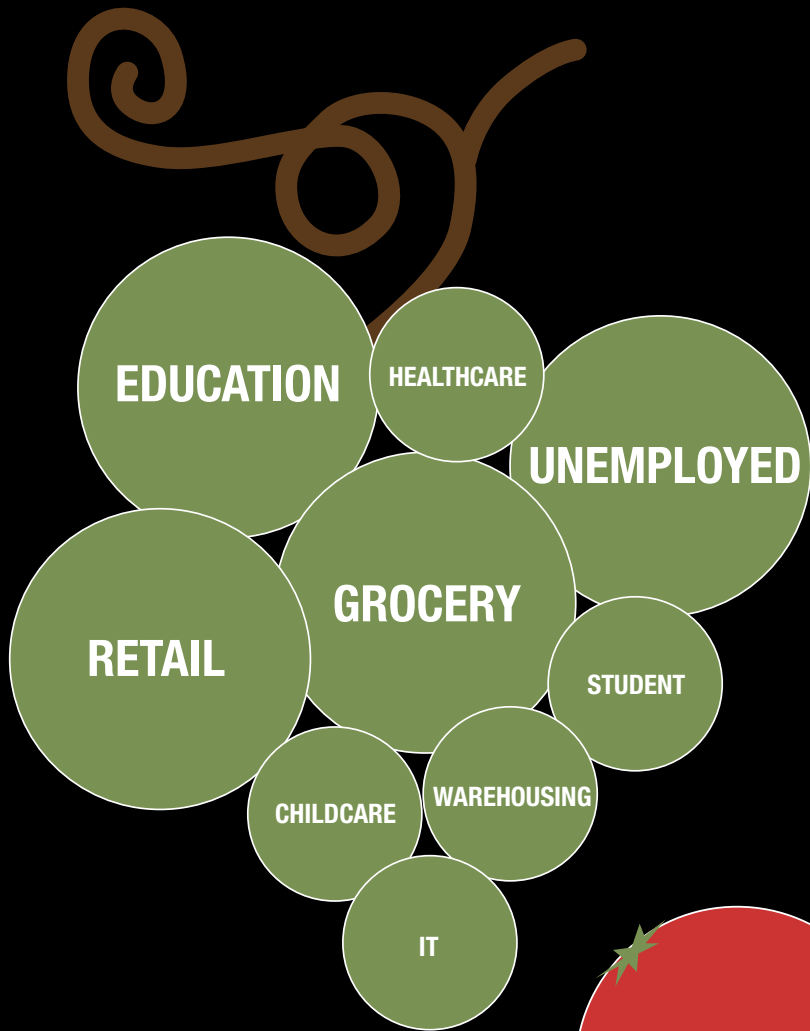 EDUCATION
HEALTHCARE
UNEMPLOYED
GROCERY
RETAIL
STUDENT
WAREHOUSING
CHILDCARE
IT